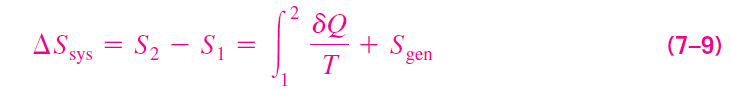 ΔS_sys = S_2 − S_1 = ∫_1^2 δQ/T + S_gen (7–9)